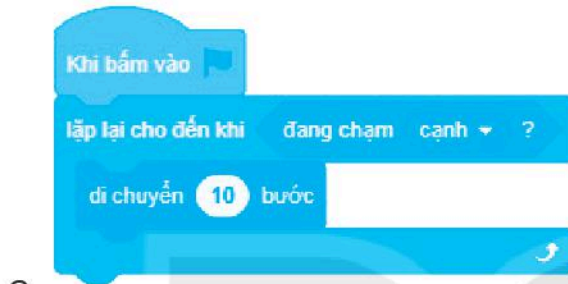 Khi bấm vào
lặp lại cho đến khi đang chạm cạnh ?
di chuyển 10 bước